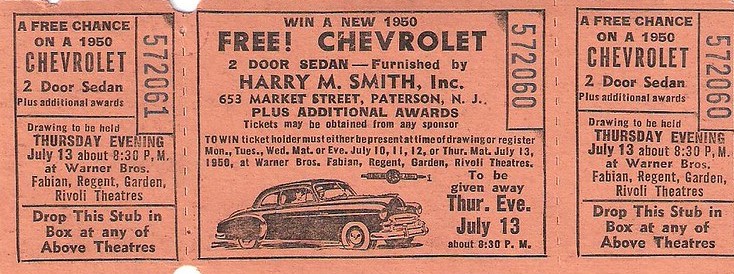 A FREE CHANCE
ON A 1950
CHEVROLET
2 Door Sedan
Plus additional awards
572061
Drawing to be held
THURSDAY EVENING
July 13 about 8:30 P. M.
at Warner Bros.
Fabian, Regent, Garden,
Rivoli Theatres
Drop This Stub in
Box at any of
Above Theatres
WIN A NEW 1950
FREE! CHEVROLET
2 DOOR SEDAN—Furnished by
HARRY M. SMITH, Inc.
653 MARKET STREET, PATERSON, N. J.
PLUS ADDITIONAL AWARDS
Tickets may be obtained from any sponsor
572060
TO WIN ticket holder must either be present at time of drawing or register
Mon., Tues., Wed. Mat. or Eve. July 10, 11, 12, or Thur. Mat. July 13,
1950, at Warner Bros. Fabian, Regent, Garden, Rivoli Theatres.
To be
given away
Thur. Eve.
July 13
about 8:30 P. M.
A FREE CHANCE
ON A 1950
CHEVROLET
2 Door Sedan
Plus additional awards
572060
Drawing to be held
THURSDAY EVENING
July 13 about 8:30 P. M.
at Warner Bros.
Fabian, Regent, Garden,
Rivoli Theatres
Drop This Stub in
Box at any of
Above Theatres